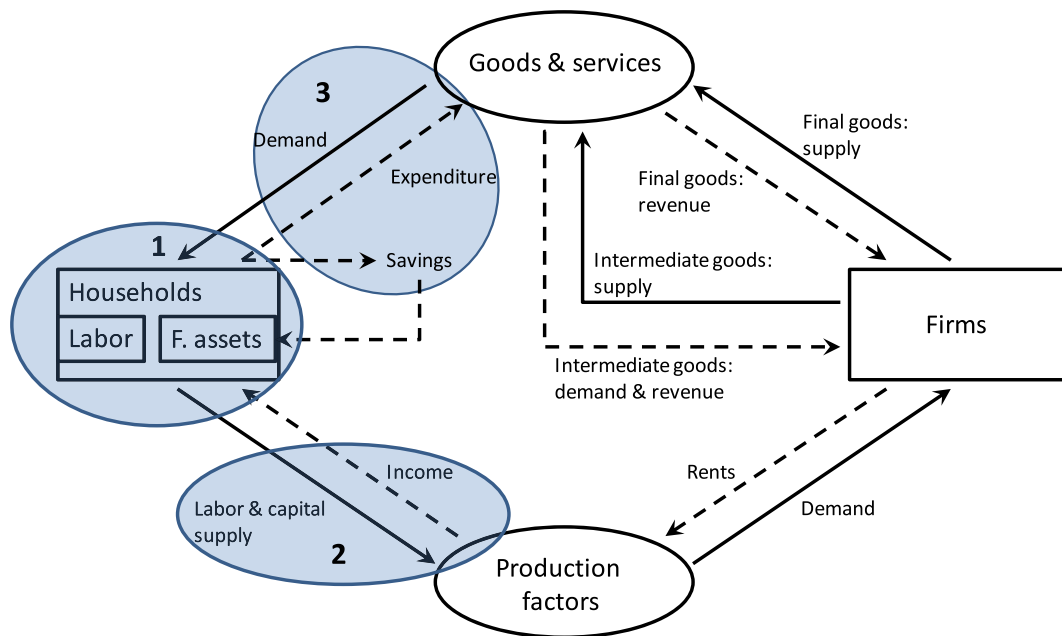 Goods & services
3
Demand
Expenditure
Final goods:
supply
Final goods:
revenue
1
Savings
Intermediate goods:
supply
Households
Labor
F. assets
Firms
Intermediate goods:
demand & revenue
Income
Rents
Labor & capital
supply
Demand
2
Production
factors